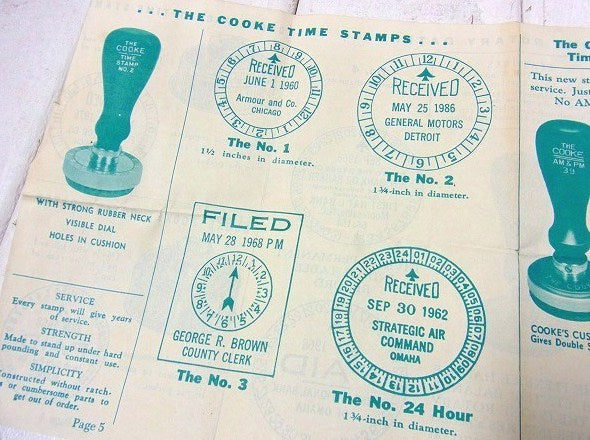 . . . THE COOKE TIME STAMPS . . .
THE
COOKE
TIME
STAMP
NO. 2
WITH STRONG RUBBER NECK
VISIBLE DIAL
HOLES IN CUSHION
SERVICE
Every stamp will give years
of service.
STRENGTH
Made to stand up under hard
pounding and constant use.
SIMPLICITY
Constructed without ratch-
or cumbersome parts to
get out of order.
Page 5
RECEIVED
JUNE 1 1960
Armour and Co.
CHICAGO
The No. 1
1½ inches in diameter.
RECEIVED
MAY 25 1986
GENERAL MOTORS
DETROIT
The No. 2
1¾-inch in diameter.
FILED
MAY 28 1968 PM
GEORGE R. BROWN
COUNTY CLERK
The No. 3
RECEIVED
SEP 30 1962
STRATEGIC AIR
COMMAND
OMAHA
The No. 24 Hour
1¾-inch in diameter.
The C
Time
This new st
service. Just
No AM
THE
COOKE
AM & PM
39
COOKE'S CUS
Gives Double S